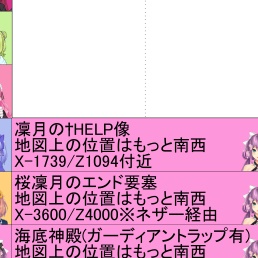 凜月の†HELP像
地図上の位置はもっと南西
X-1739/Z1094付近
桜凜月のエンド要塞
地図上の位置はもっと南西
X-3600/Z4000※ネザー経由
海底神殿(ガーディアントラップ有)
地図上の位置はもっと南西